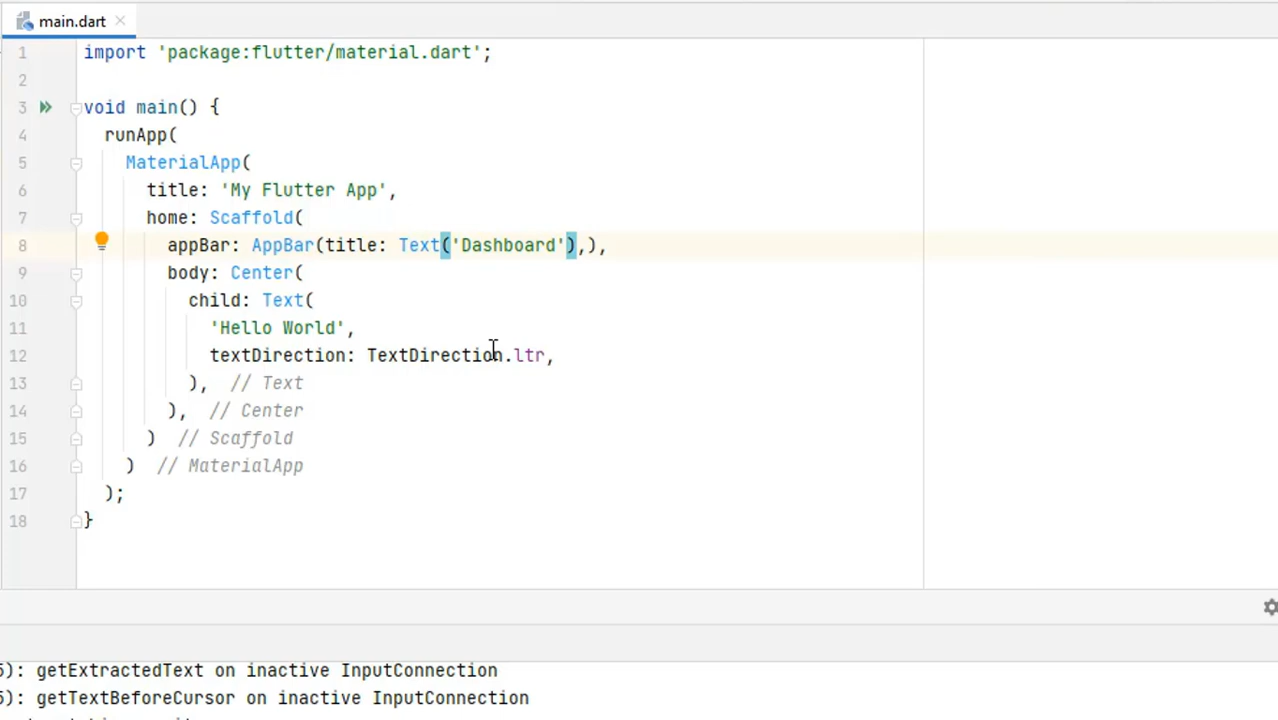 main.dart
1 import 'package:flutter/material.dart';
2
3 void main() {
4 runApp(
5 MaterialApp(
6 title: 'My Flutter App',
7 home: Scaffold(
8 appBar: AppBar(title: Text('Dashboard'),),
9 body: Center(
10 child: Text(
11 'Hello World',
12 textDirection: TextDirection.ltr,
13 ), // Text
14 ), // Center
15 ) // Scaffold
16 ) // MaterialApp
17 );
18 }
5): getExtractedText on inactive InputConnection
5): getTextBeforeCursor on inactive InputConnection